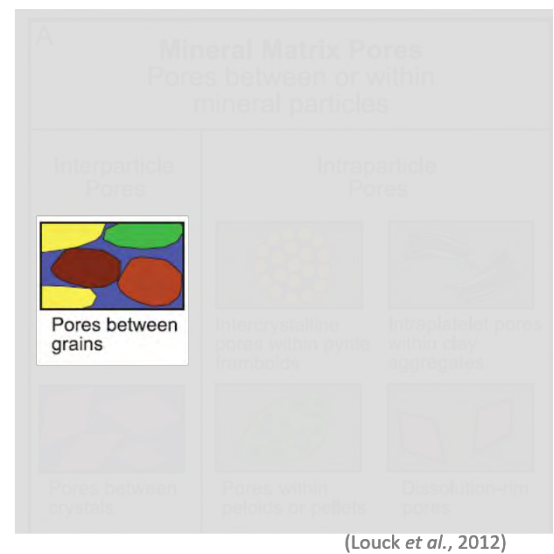 A
Mineral Matrix Pores
Pores between or within
mineral particles
Interparticle
Pores
Intraparticle
Pores
Pores between
grains
Intercrystalline
pores within pyrite
framboids
Intraplatelet pores
within clay
aggregates
Pores between
crystals
Pores within
peloids or pellets
Dissolution-rim
pores
(Louck et al., 2012)